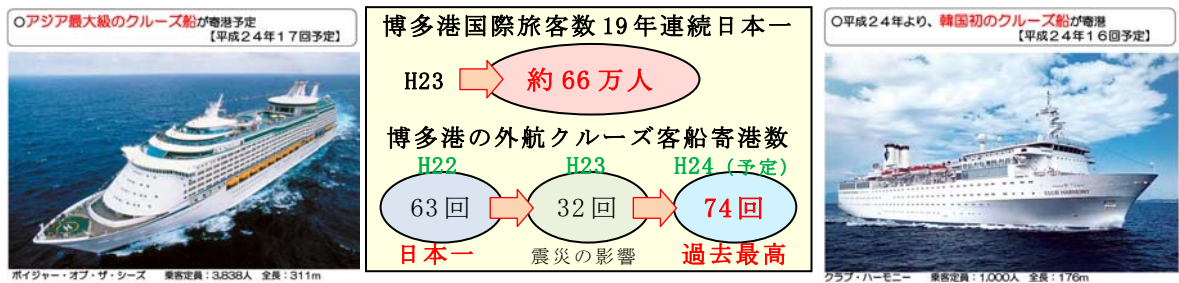 ○アジア最大級のクルーズ船が寄港予定
【平成24年17回予定】
ボイジャー・オブ・ザ・シーズ 乗客定員：3,838人 全長：311m
博多港国際旅客数19年連続日本一
H23 約66万人
博多港の外航クルーズ客船寄港数
H22 H23 H24（予定）
63回 32回 74回
日本一 震災の影響 過去最高
○平成24年より、韓国初のクルーズ船が寄港
【平成24年16回予定】
CLUB HARMONY
クラブ・ハーモニー 乗客定員：1,000人 全長：176m